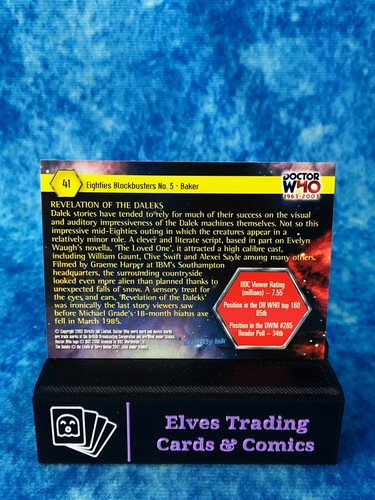 41
Eighties Blockbusters No. 5 - Baker
DOCTOR
WHO
1963-2003
REVELATION OF THE DALEKS
Dalek stories have tended to rely for much of their success on the visual
and auditory impressiveness of the Dalek machines themselves. Not so this
impressive mid-Eighties outing in which the creatures appear in a
relatively minor role. A clever and literate script, based in part on Evelyn
Waugh's novella, 'The Loved One', it attracted a high calibre cast,
including William Gaunt, Clive Swift and Alexei Sayle among many others.
Filmed by Graeme Harper at IBM's Southampton
headquarters, the surrounding countryside
looked even more alien than planned thanks to
unexpected falls of snow. A sensory treat for
the eyes and ears, 'Revelation of the Daleks'
was ironically the last story viewers saw
before Michael Grade's 18-month hiatus axe
fell in March 1985.
BBC Viewer Rating
(millions) – 7.55
Position in the DR WHO top 160
85th
Position in the DWM #265
Reader Poll – 34th
Strictly Ink
Elves Trading
Cards & Comics